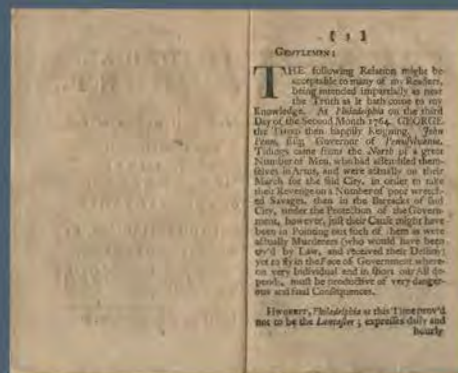 [ 3 ]
GENTLEMEN;
THE following Relation might be
acceptable to many of my Readers,
being intended impartially as near
the Truth as it hath come to my
Knowledge. At Philadelphia on the third
Day of the Second Month 1764. GEORGE
the Third then happily Reigning, John
Penn, Esq; Governor of Pennsylvania.
Tidings came from the North of a great
Number of Men, who had assembled them-
selves in Arms, and were actually on their
March for the said City, in order to take
their Revenge on a Number of poor wretch-
ed Savages, then in the Barracks of said
City, under the Protection of the Govern-
ment, however, just their Cause might have
been in Pointing out such of them as were
actually Murderers (who would have been
try'd by Law, and received their Desert)
yet to fly in the Face of Government where-
on very Individual and in short our All de-
pends, must be productive of very danger-
ous and fatal Consequences.
HWOEVER, Philadelphia at this Time prov'd
not to be the Lancaster; expresses daily and
hourly